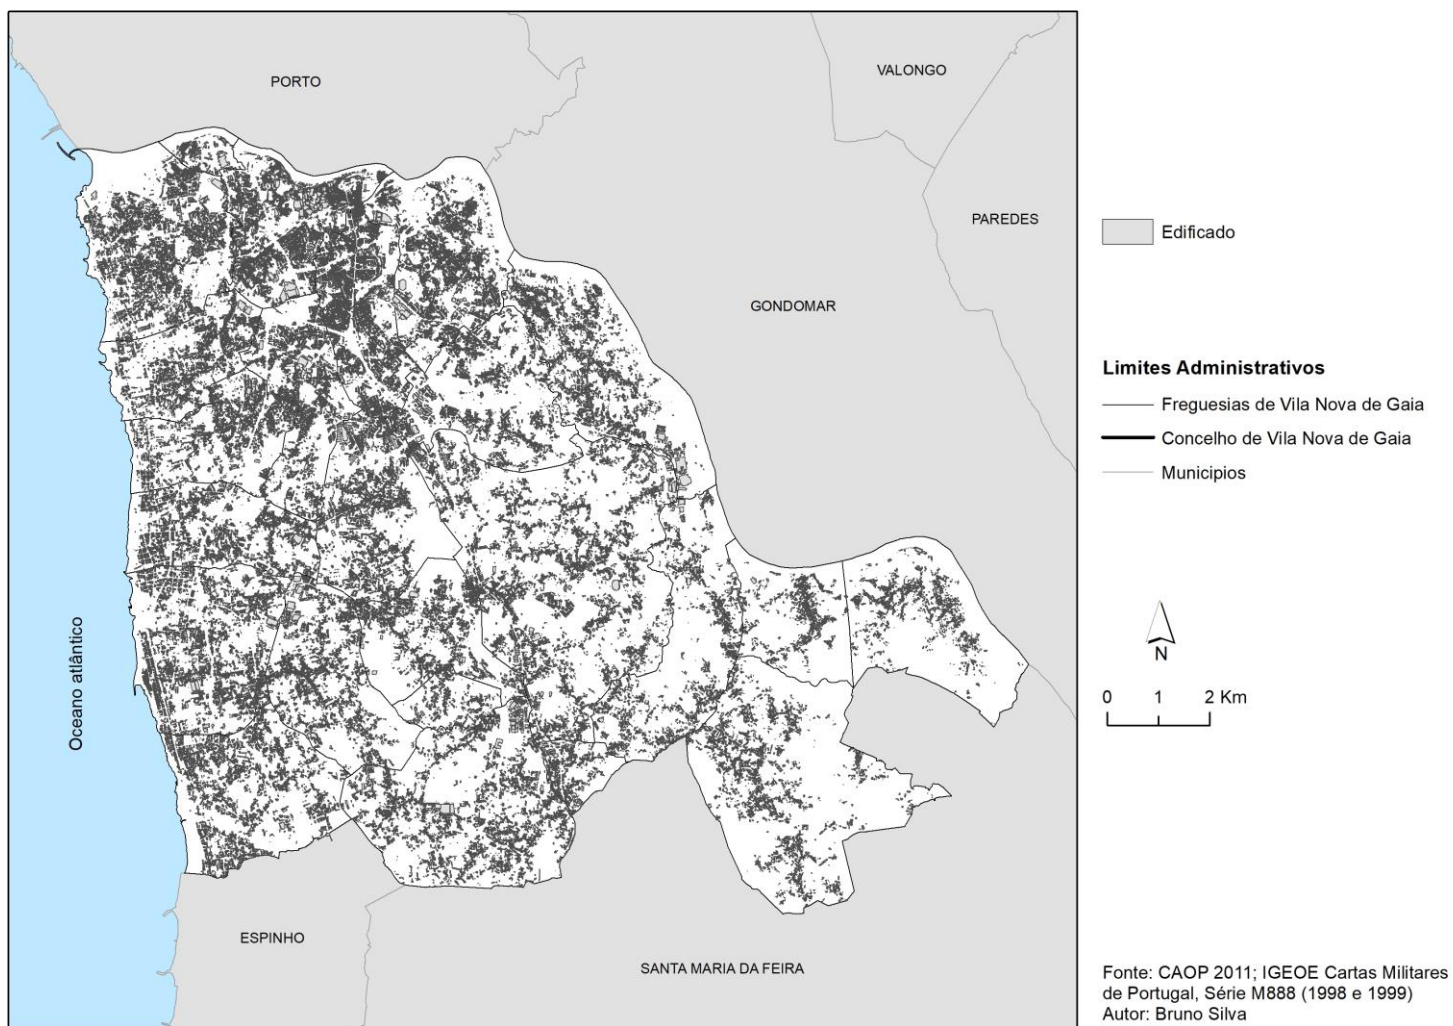 PORTO
VALONGO
PAREDES
GONDOMAR
Oceano atlântico
ESPINHO
SANTA MARIA DA FEIRA
Edificado
Limites Administrativos
Freguesias de Vila Nova de Gaia
Concelho de Vila Nova de Gaia
Municipios
N
0 1 2 Km
Fonte: CAOP 2011; IGEOE Cartas Militares
de Portugal, Série M888 (1998 e 1999)
Autor: Bruno Silva